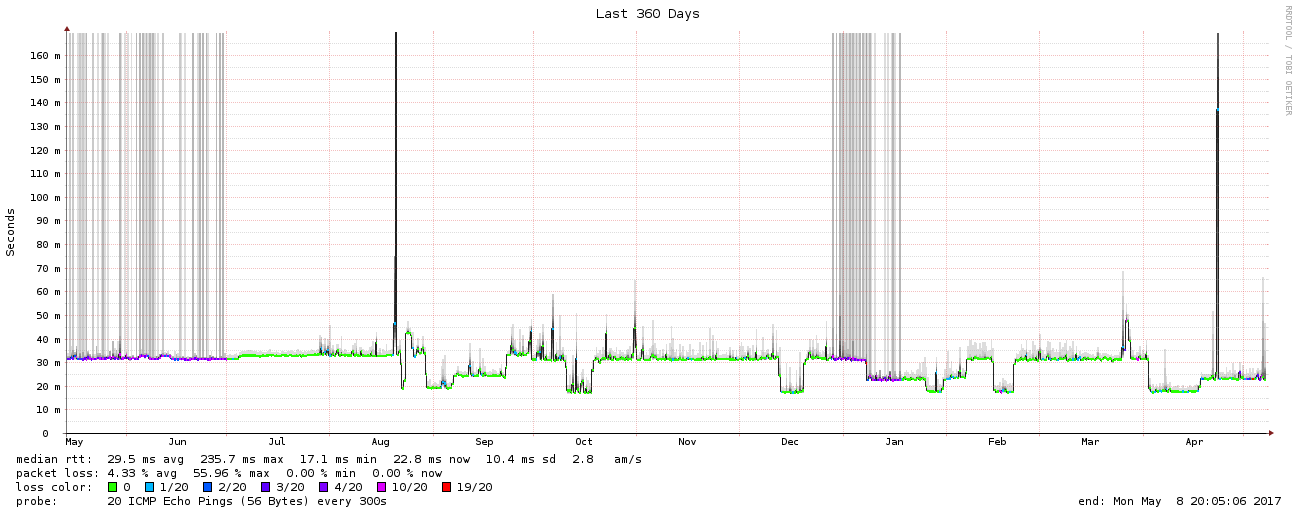 Last 360 Days
RRDTOOL / TOBI OETIKER
Seconds
160 m
150 m
140 m
130 m
120 m
110 m
100 m
90 m
80 m
70 m
60 m
50 m
40 m
30 m
20 m
10 m
0
May Jun Jul Aug Sep Oct Nov Dec Jan Feb Mar Apr
median rtt: 29.5 ms avg 235.7 ms max 17.1 ms min 22.8 ms now 10.4 ms sd 2.8 am/s
packet loss: 4.33 % avg 55.96 % max 0.00 % min 0.00 % now
loss color: 0 1/20 2/20 3/20 4/20 10/20 19/20
probe: 20 ICMP Echo Pings (56 Bytes) every 300s end: Mon May 8 20:05:06 2017